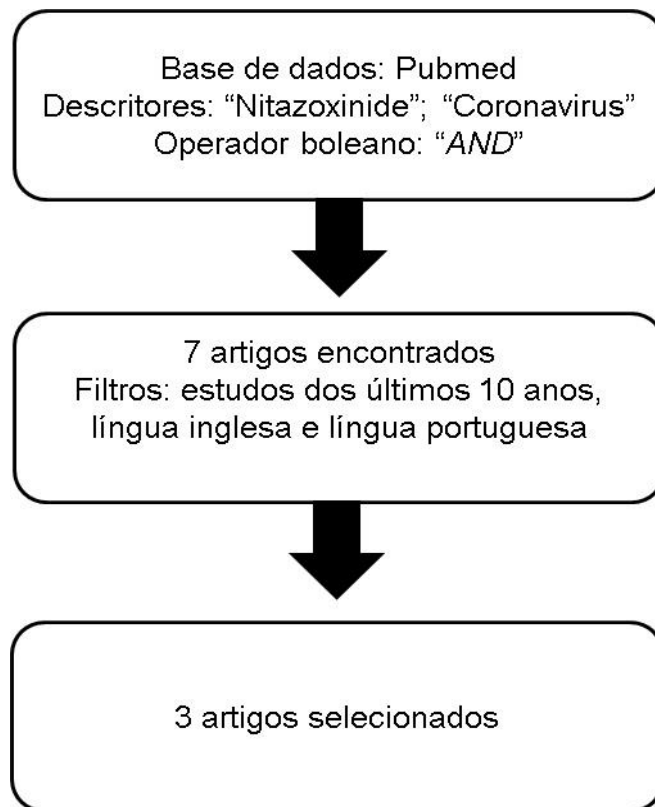 Base de dados: Pubmed
Descritores: “Nitazoxinide”; “Coronavirus”
Operador boleano: “AND”
7 artigos encontrados
Filtros: estudos dos últimos 10 anos,
língua inglesa e língua portuguesa
3 artigos selecionados